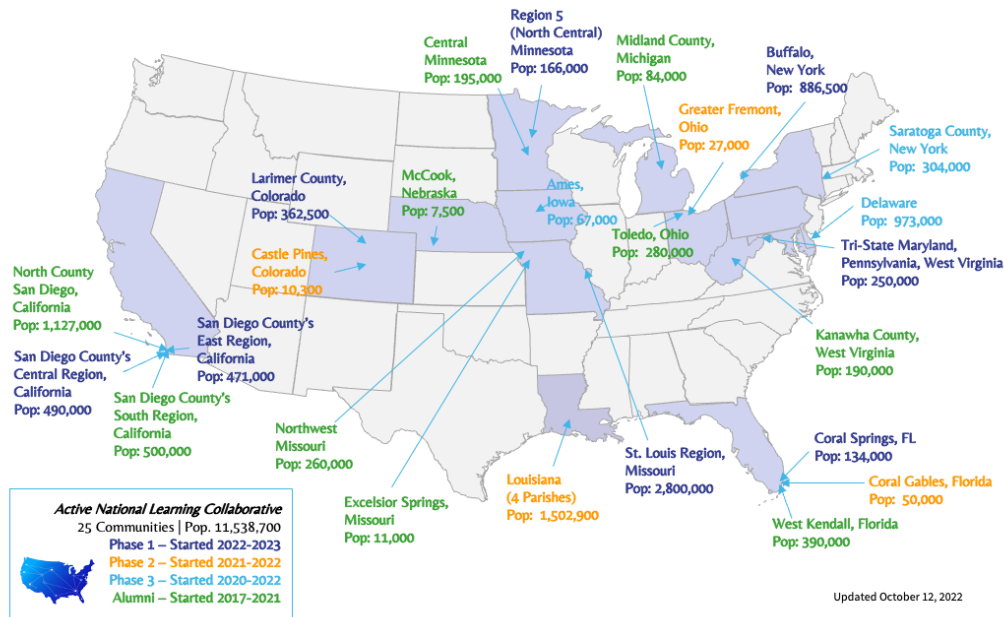 Region 5
(North Central)
Minnesota
Pop: 166,000
Central
Minnesota
Pop: 195,000
Midland County,
Michigan
Pop: 84,000
Buffalo,
New York
Pop:  886,500
Greater Fremont,
Ohio
Pop: 27,000
Saratoga County,
New York
Pop:  304,000
Larimer County,
Colorado
Pop: 362,500
McCook,
Nebraska
Pop: 7,500
Ames,
Iowa
Pop: 67,000
Delaware
Pop:  973,000
Toledo, Ohio
Pop: 280,000
Tri-State Maryland,
Pennsylvania, West Virginia
Pop: 250,000
Castle Pines,
Colorado
Pop: 10,300
North County
San Diego,
California
Pop: 1,127,000
San Diego County's
East Region,
California
Pop: 471,000
San Diego County's
Central Region,
California
Pop: 490,000
San Diego County's
South Region,
California
Pop: 500,000
Kanawha County,
West Virginia
Pop: 190,000
Northwest
Missouri
Pop: 260,000
Excelsior Springs,
Missouri
Pop: 11,000
Louisiana
(4 Parishes)
Pop:  1,502,900
St. Louis Region,
Missouri
Pop: 2,800,000
Coral Springs, FL
Pop: 134,000
Coral Gables, Florida
Pop:  50,000
West Kendall, Florida
Pop: 390,000
Active National Learning Collaborative
25 Communities | Pop. 11,538,700
Phase 1 – Started 2022-2023
Phase 2 – Started 2021-2022
Phase 3 – Started 2020-2022
Alumni – Started 2017-2021
Updated October 12, 2022